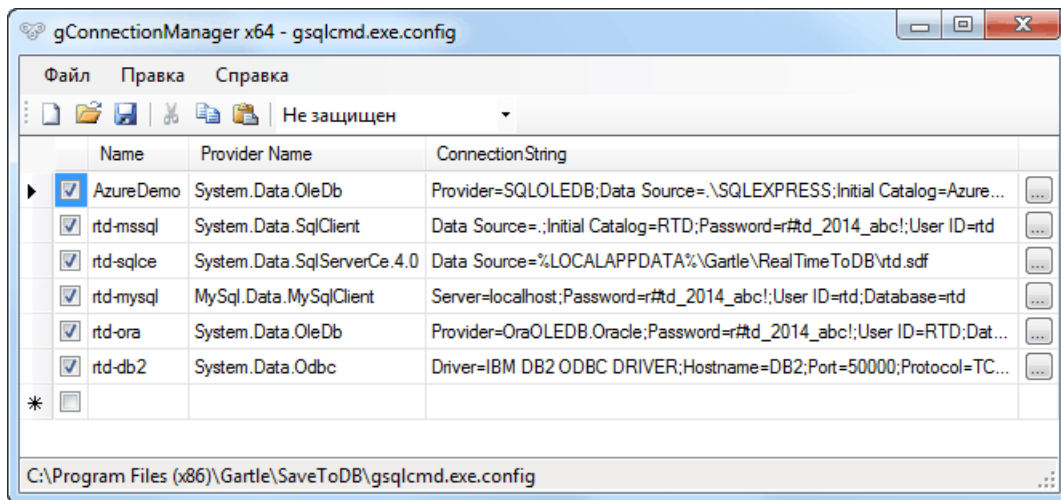 gConnectionManager x64 - gsqlcmd.exe.config
Файл Правка Справка
Не защищен
Name Provider Name ConnectionString
AzureDemo System.Data.OleDb Provider=SQLOLEDB;Data Source=.\SQLEXPRESS;Initial Catalog=Azure... ...
rtd-mssql System.Data.SqlClient Data Source=.;Initial Catalog=RTD;Password=r#td_2014_abc!;User ID=rtd ...
rtd-sqlce System.Data.SqlServerCe.4.0 Data Source=%LOCALAPPDATA%\Gartle\RealTimeToDB\rtd.sdf ...
rtd-mysql MySql.Data.MySqlClient Server=localhost;Password=r#td_2014_abc!;User ID=rtd;Database=rtd ...
rtd-ora System.Data.OleDb Provider=OraOLEDB.Oracle;Password=r#td_2014_abc!;User ID=RTD;Dat... ...
rtd-db2 System.Data.Odbc Driver=IBM DB2 ODBC DRIVER;Hostname=DB2;Port=50000;Protocol=TC... ...
C:\Program Files (x86)\Gartle\SaveToDB\gsqlcmd.exe.config